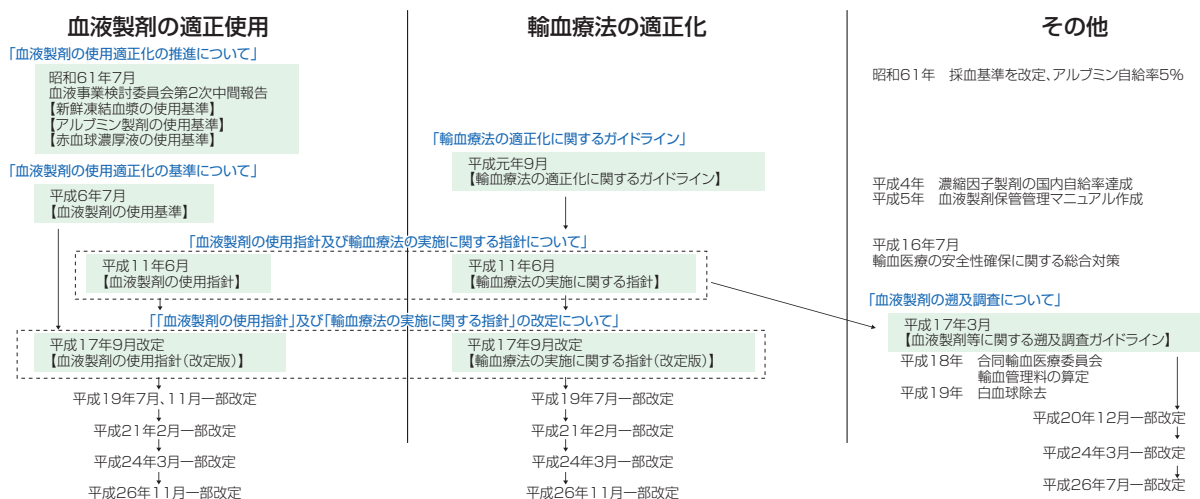 血液製剤の適正使用
「血液製剤の使用適正化の推進について」
昭和61年7月
血液事業検討委員会第2次中間報告
【新鮮凍結血漿の使用基準】
【アルブミン製剤の使用基準】
【赤血球濃厚液の使用基準】
「血液製剤の使用適正化の基準について」
平成6年7月
【血液製剤の使用基準】
輸血療法の適正化
「輸血療法の適正化に関するガイドライン」
平成元年9月
【輸血療法の適正化に関するガイドライン】
「血液製剤の使用指針及び輸血療法の実施に関する指針について」
平成11年6月
【血液製剤の使用指針】
平成11年6月
【輸血療法の実施に関する指針】
「「血液製剤の使用指針」及び「輸血療法の実施に関する指針」の改定について」
平成17年9月改定
【血液製剤の使用指針(改定版)】
平成17年9月改定
【輸血療法の実施に関する指針(改定版)】
平成19年7月、11月一部改定
平成21年2月一部改定
平成24年3月一部改定
平成26年11月一部改定
平成19年7月一部改定
平成21年2月一部改定
平成24年3月一部改定
平成26年11月一部改定
その他
昭和61年 採血基準を改定、アルブミン自給率5%
平成4年 濃縮因子製剤の国内自給率達成
平成5年 血液製剤保管管理マニュアル作成
平成16年7月
輸血医療の安全性確保に関する総合対策
「血液製剤の遡及調査について」
平成17年3月
【血液製剤等に関する遡及調査ガイドライン】
平成18年 合同輸血医療委員会
輸血管理料の算定
平成19年 白血球除去
平成20年12月一部改定
平成24年3月一部改定
平成26年7月一部改定